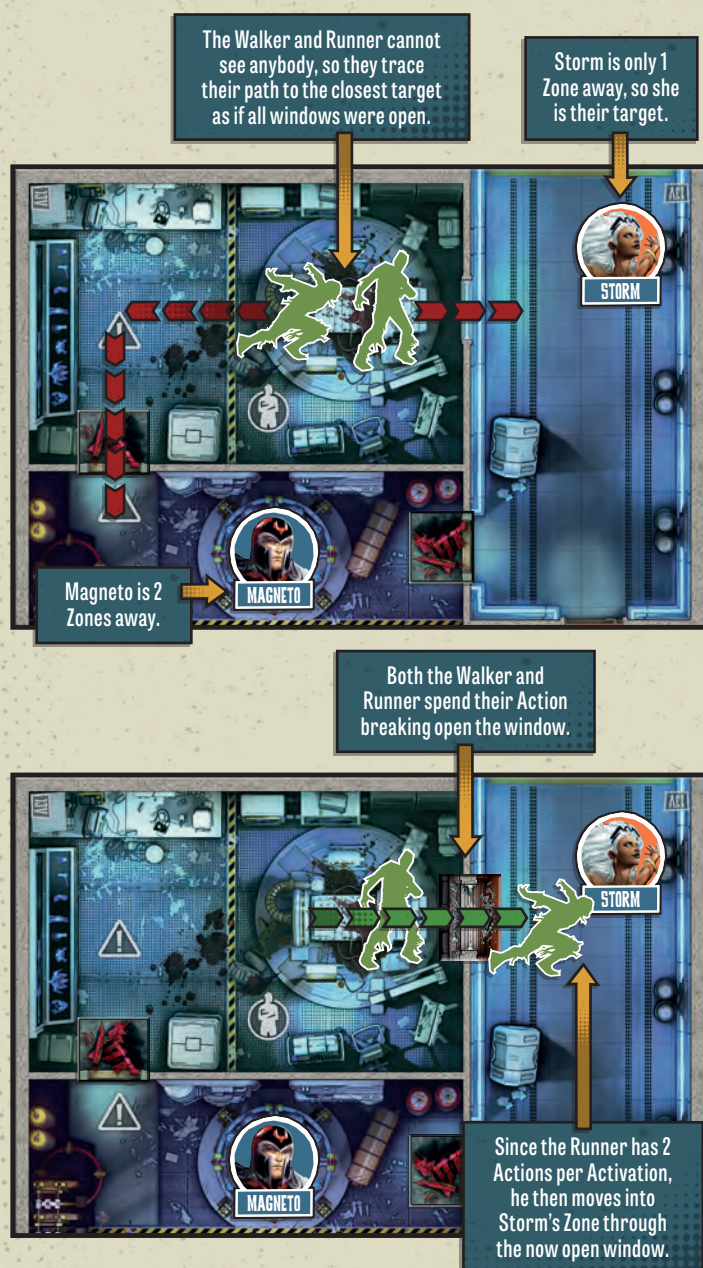 The Walker and Runner cannot
see anybody, so they trace
their path to the closest target
as if all windows were open.
Storm is only 1
Zone away, so she
is their target.
STORM
MAGNETO
Magneto is 2
Zones away.
Both the Walker and
Runner spend their Action
breaking open the window.
STORM
MAGNETO
Since the Runner has 2
Actions per Activation,
he then moves into
Storm's Zone through
the now open window.